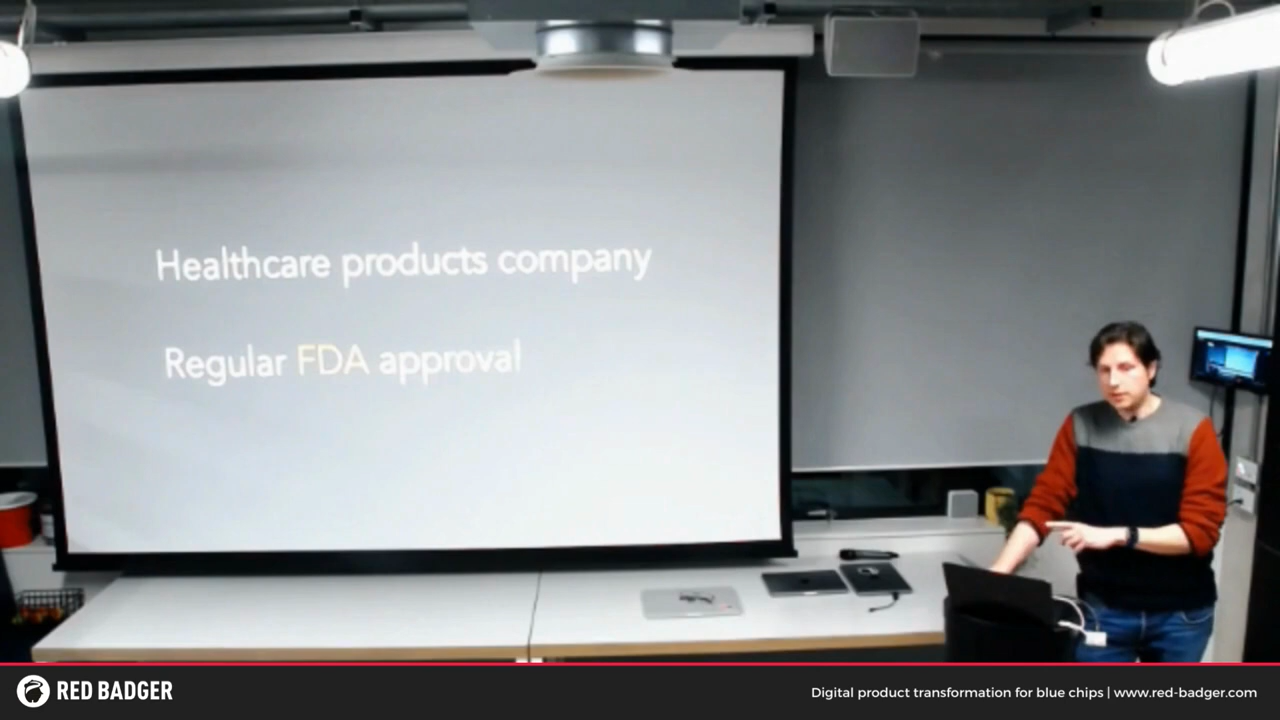 Healthcare products company
Regular FDA approval
RED BADGER
Digital product transformation for blue chips | www.red-badger.com